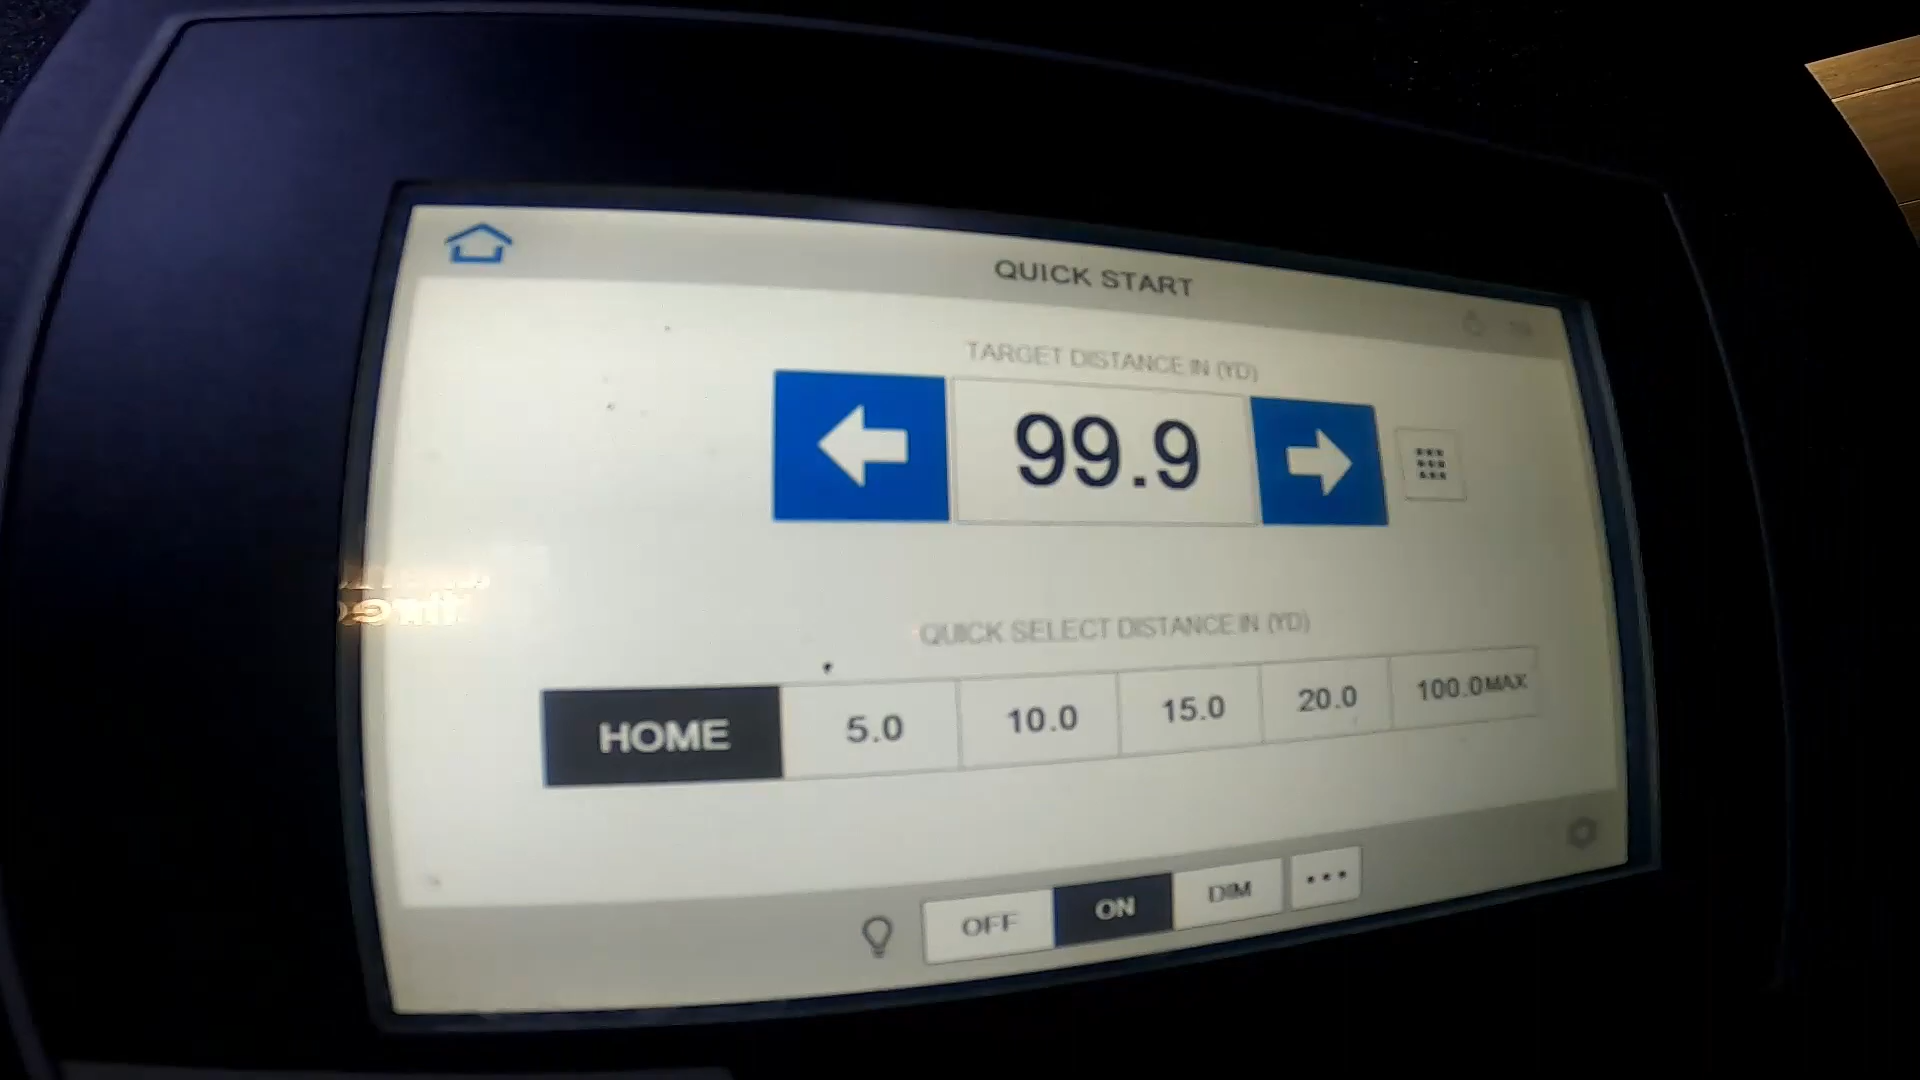 QUICK START
TARGET DISTANCE IN (YD)
99.9
QUICK SELECT DISTANCE IN (YD)
HOME 5.0 10.0 15.0 20.0 100.0MAX
OFF ON DIM ...